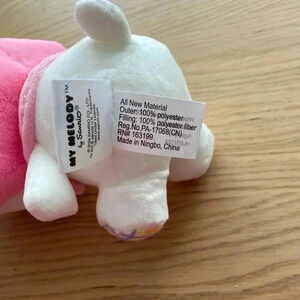 MY MELODY™
by Sanrio®
All New Material
Outer: 100% polyester
Filling: 100% polyester fiber
Reg.No.PA-17068(CN)
RN# 163199
Made in Ningbo, China